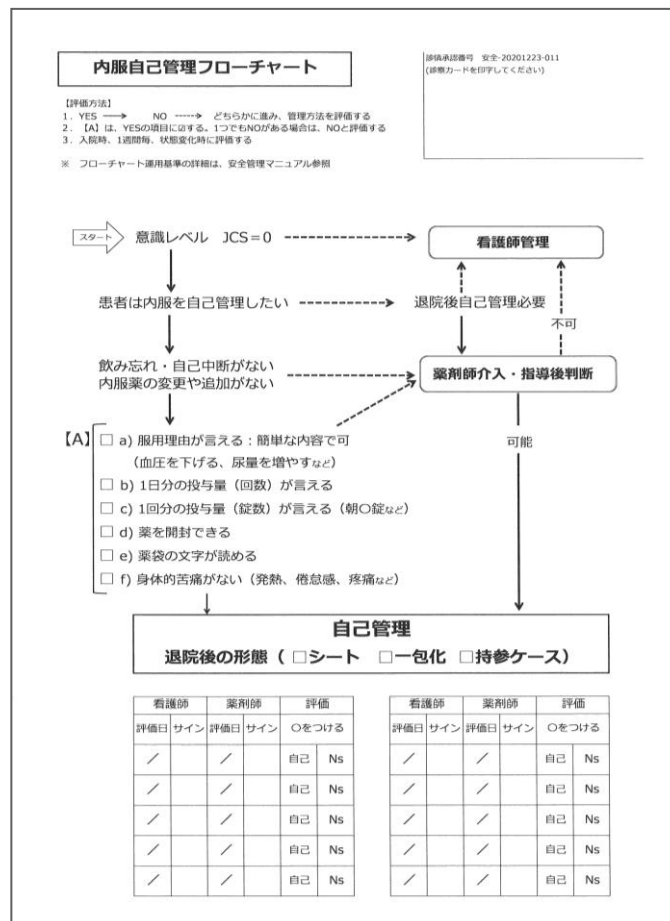 内服自己管理フローチャート
診情承認番号 安全-20201223-011
(診察カードを印字してください)
【評価方法】
1. YES → NO ----→ どちらかに進み、管理方法を評価する
2. 【A】は、YESの項目に☑する。1つでもNOがある場合は、NOと評価する
3. 入院時、1週間毎、状態変化時に評価する
※ フローチャート運用基準の詳細は、安全管理マニュアル参照
スタート
意識レベル JCS=0
看護師管理
患者は内服を自己管理したい
退院後自己管理必要
不可
飲み忘れ・自己中断がない
内服薬の変更や追加がない
薬剤師介入・指導後判断
可能
【A】
□ a) 服用理由が言える:簡単な内容で可
(血圧を下げる、尿量を増やすなど)
□ b) 1日分の投与量(回数)が言える
□ c) 1回分の投与量(錠数)が言える(朝〇錠など)
□ d) 薬を開封できる
□ e) 薬袋の文字が読める
□ f) 身体的苦痛がない(発熱、倦怠感、疼痛など)
自己管理
退院後の形態( □シート □一包化 □持参ケース)
看護師 薬剤師 評価
評価日 サイン 評価日 サイン 〇をつける
/ / 自己 Ns
/ / 自己 Ns
/ / 自己 Ns
/ / 自己 Ns
/ / 自己 Ns
看護師 薬剤師 評価
評価日 サイン 評価日 サイン 〇をつける
/ / 自己 Ns
/ / 自己 Ns
/ / 自己 Ns
/ / 自己 Ns
/ / 自己 Ns